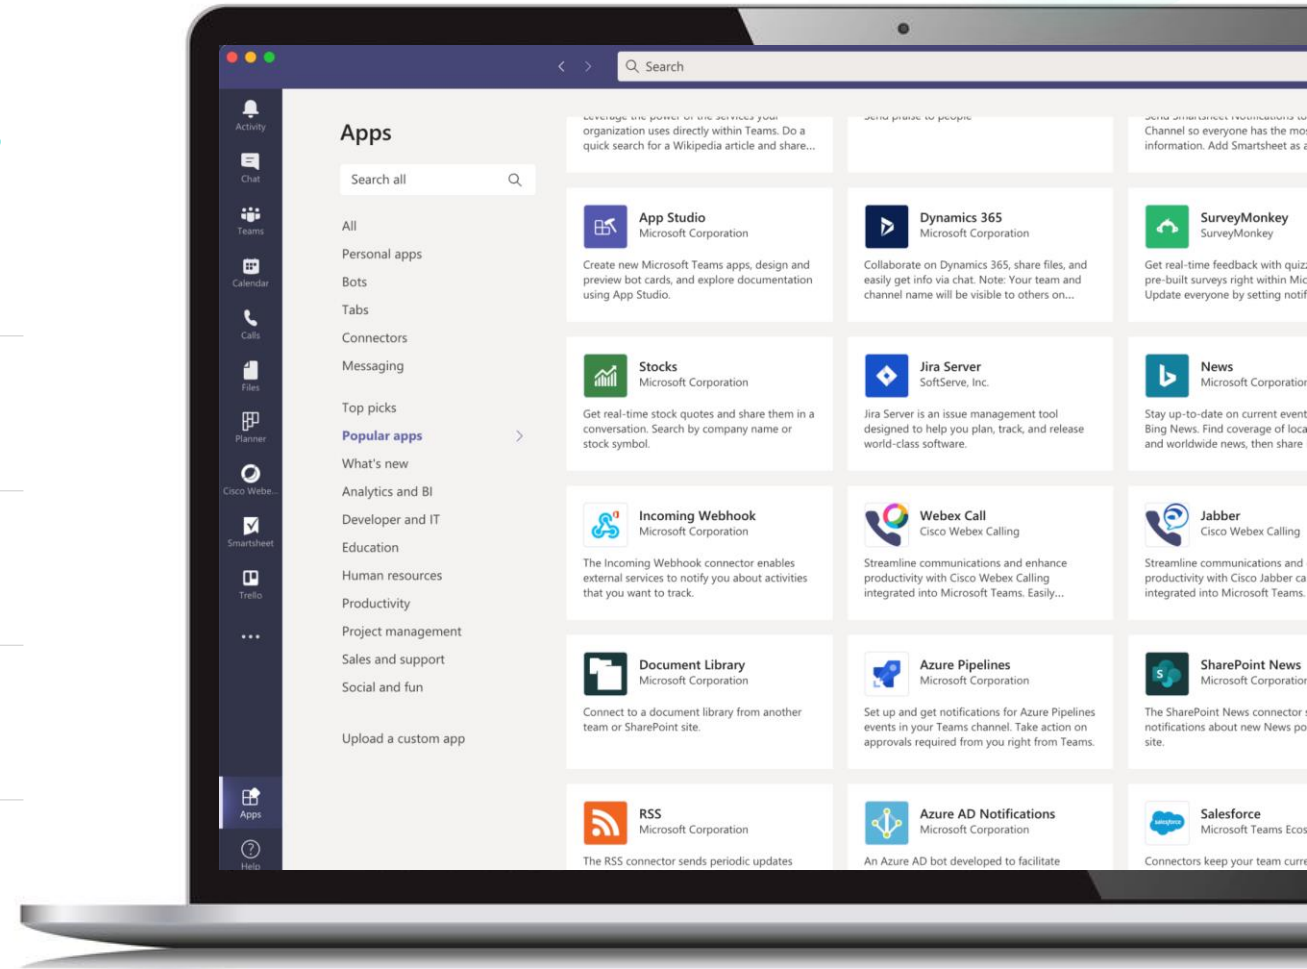 Search
Activity
Chat
Teams
Calendar
Calls
Files
Planner
Cisco Webe...
Smartsheet
Trello
Apps
Help
Apps
Search all
All
Personal apps
Bots
Tabs
Connectors
Messaging
Top picks
Popular apps
What's new
Analytics and BI
Developer and IT
Education
Human resources
Productivity
Project management
Sales and support
Social and fun
Upload a custom app
Leverage the power of the services your
organization uses directly within Teams. Do a
quick search for a Wikipedia article and share...
Send praise to people
Send Smartsheet Notifications to
Channel so everyone has the mo
information. Add Smartsheet as a
App Studio
Microsoft Corporation
Create new Microsoft Teams apps, design and
preview bot cards, and explore documentation
using App Studio.
Dynamics 365
Microsoft Corporation
Collaborate on Dynamics 365, share files, and
easily get info via chat. Note: Your team and
channel name will be visible to others on...
SurveyMonkey
SurveyMonkey
Get real-time feedback with quiz
pre-built surveys right within Mic
Update everyone by setting notif
Stocks
Microsoft Corporation
Get real-time stock quotes and share them in a
conversation. Search by company name or
stock symbol.
Jira Server
SoftServe, Inc.
Jira Server is an issue management tool
designed to help you plan, track, and release
world-class software.
News
Microsoft Corporation
Stay up-to-date on current event
Bing News. Find coverage of loca
and worldwide news, then share
Incoming Webhook
Microsoft Corporation
The Incoming Webhook connector enables
external services to notify you about activities
that you want to track.
Webex Call
Cisco Webex Calling
Streamline communications and enhance
productivity with Cisco Webex Calling
integrated into Microsoft Teams. Easily...
Jabber
Cisco Webex Calling
Streamline communications and
productivity with Cisco Jabber ca
integrated into Microsoft Teams.
Document Library
Microsoft Corporation
Connect to a document library from another
team or SharePoint site.
Azure Pipelines
Microsoft Corporation
Set up and get notifications for Azure Pipelines
events in your Teams channel. Take action on
approvals required from you right from Teams.
S
SharePoint News
Microsoft Corporation
The SharePoint News connector s
notifications about new News po
site.
RSS
Microsoft Corporation
The RSS connector sends periodic updates
Azure AD Notifications
Microsoft Corporation
An Azure AD bot developed to facilitate
salesforce
Salesforce
Microsoft Teams Ecos
Connectors keep your team curre